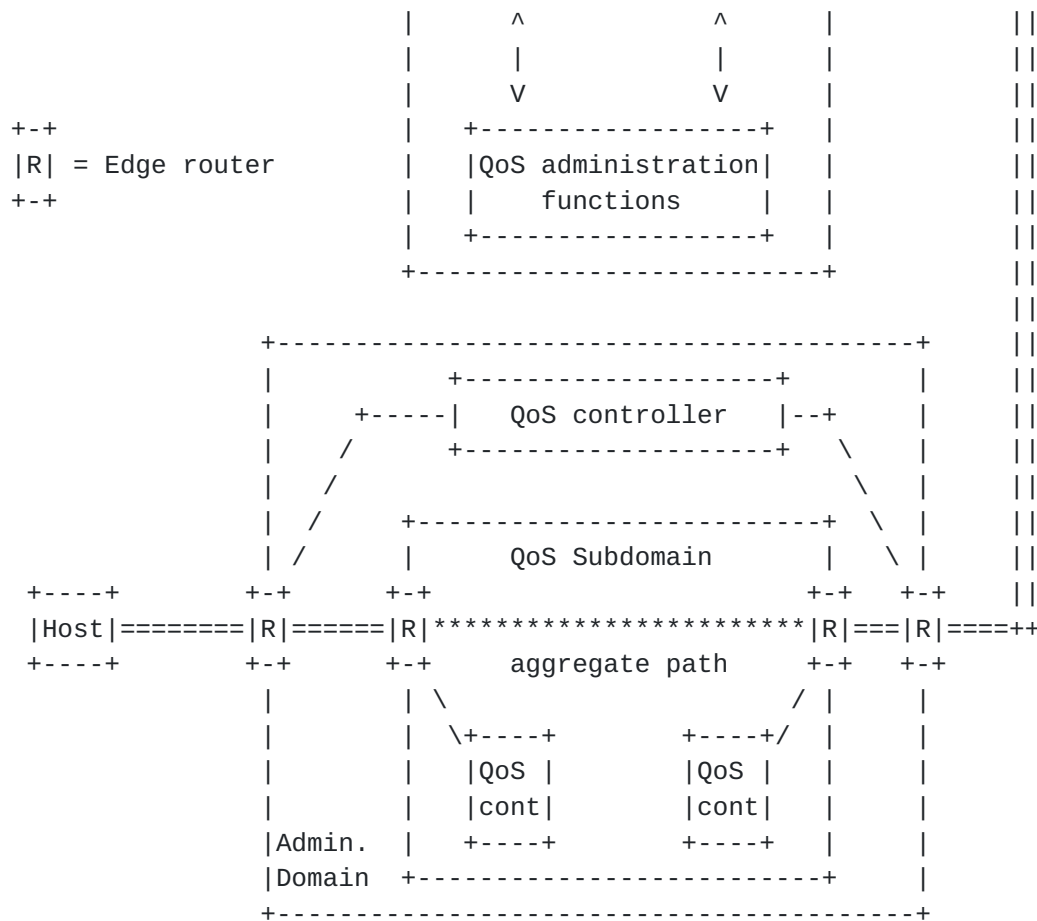 | ^ ^ | ||
| | | | ||
| V V | ||
+-+ | +------------------+ | ||
|R| = Edge router | |QoS administration| | ||
+-+ | | functions | | ||
| +------------------+ | ||
+--------------------------+ ||
||
+-----------------------------------------+ ||
| +--------------------+ | ||
| +-----| QoS controller |--+ | ||
| / +--------------------+ \ | ||
| / \ | ||
| / +--------------------------+ \ | ||
| / | QoS Subdomain | \ | ||
+----+ +-+ +-+ +-+ +-+ ||
|Host|========|R|======|R|************************|R|===|R|====++
+----+ +-+ +-+ aggregate path +-+ +-+
| | \ / | |
| | \+----+ +----+/ | |
| | |QoS | |QoS | | |
| | |cont| |cont| | |
|Admin. | +----+ +----+ | |
|Domain +--------------------------+ |
+-----------------------------------------+